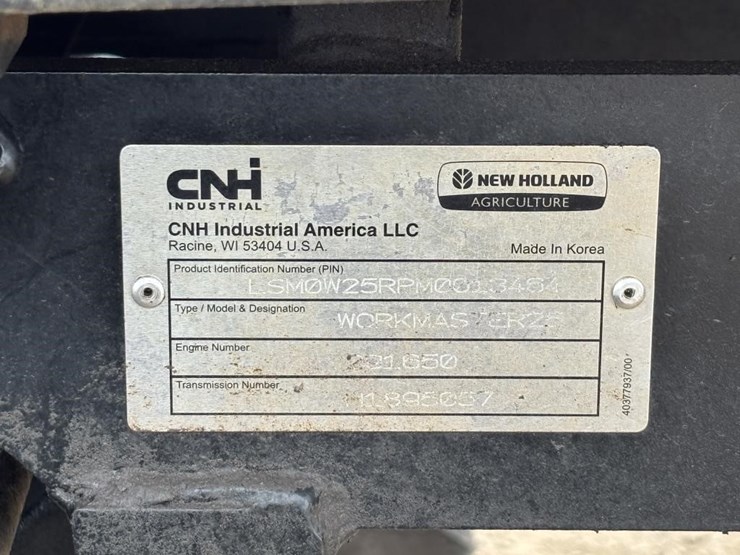 CNH
INDUSTRIAL
NEW HOLLAND
AGRICULTURE
CNH Industrial America LLC
Racine, WI 53404 U.S.A.
Made In Korea
Product Identification Number (PIN)
Type / Model & Designation
Engine Number
Transmission Number
40377937/00